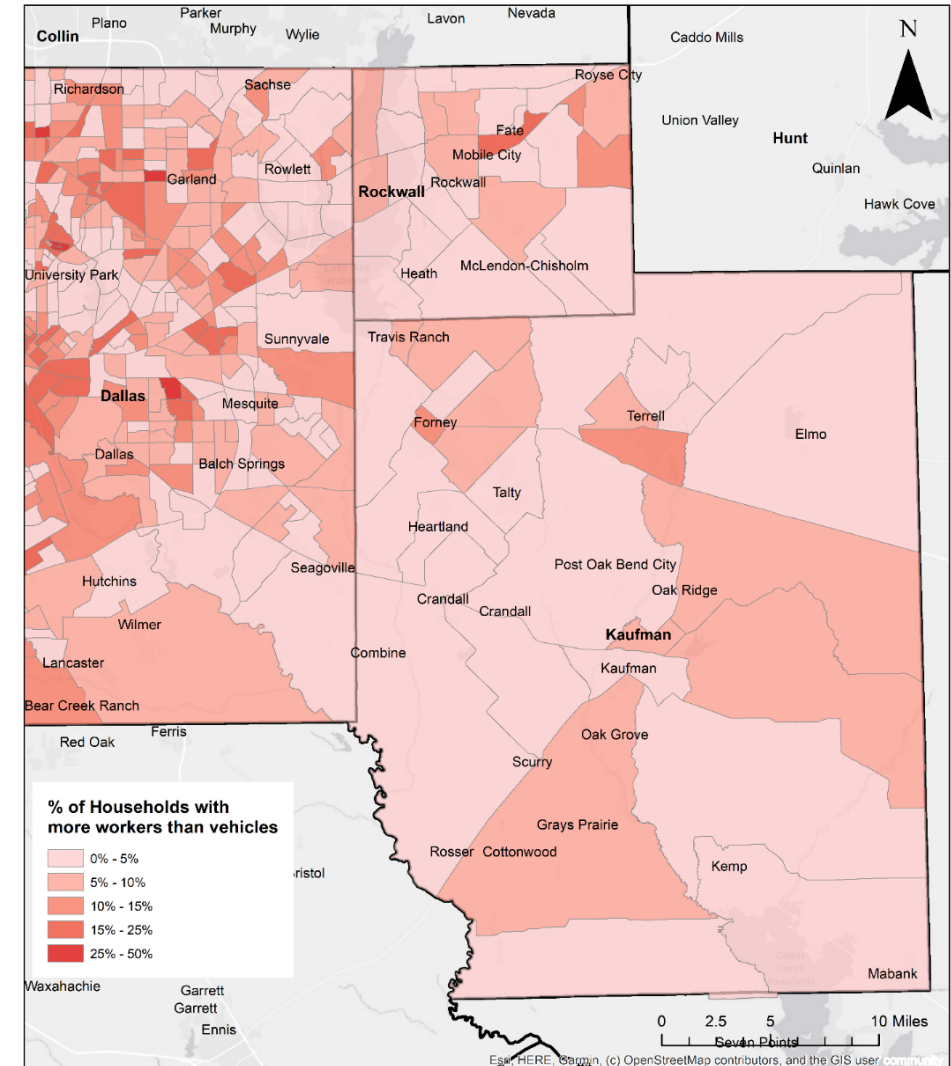 Parker
Nevada
Plano
Lavon
Murphy
Collin
Wylie
Caddo Mills
N
Royse City
Richardson
Sachse
Fate
Union Valley
Hunt
Mobile City
Rowlett
Quinlan
Garland
Rockwall
Rockwall
Hawk Cove
University Park
Heath
McLendon-Chisholm
Sunnyvale
Travis Ranch
Dallas
Mesquite
Forney
Terrell
Elmo
Dallas
Balch Springs
Talty
Heartland
Seagoville
Post Oak Bend City
Hutchins
Oak Ridge
Crandall
Crandall
Wilmer
Kaufman
Combine
Lancaster
Kaufman
Bear Creek Ranch
Ferris
Red Oak
Oak Grove
Scurry
% of Households with
more workers than vehicles
0% - 5%
5% - 10%
10% - 15%
15% - 25%
25% - 50%
Grays Prairie
Rosser
Cottonwood
Kemp
ristol
Mabank
Waxahachie
Garrett
Garrett
Ennis
0 2.5 5 10 Miles
Seven Points
Esri, HERE, Garmin, (c) OpenStreetMap contributors, and the GIS user community